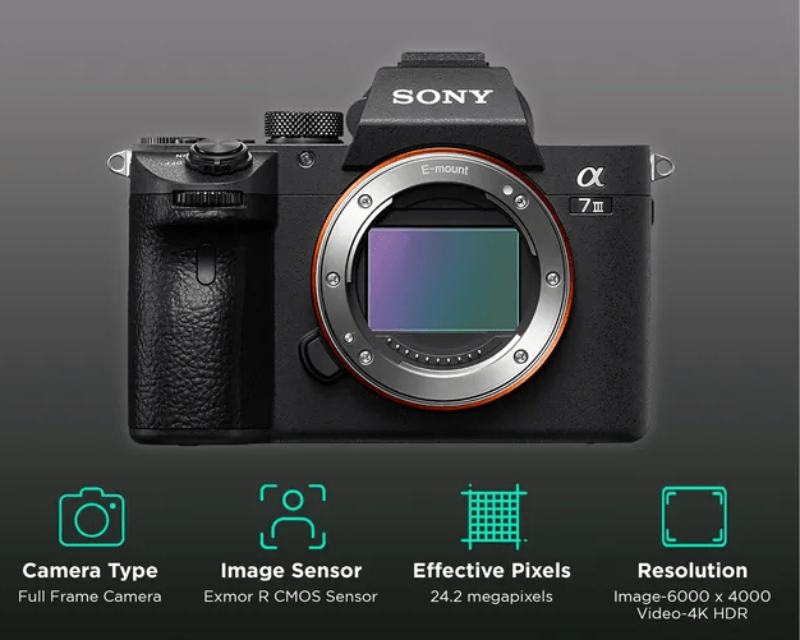 SONY
E-mount
α
7 III
Camera Type
Full Frame Camera
Image Sensor
Exmor R CMOS Sensor
Effective Pixels
24.2 megapixels
Resolution
Image-6000 x 4000
Video-4K HDR